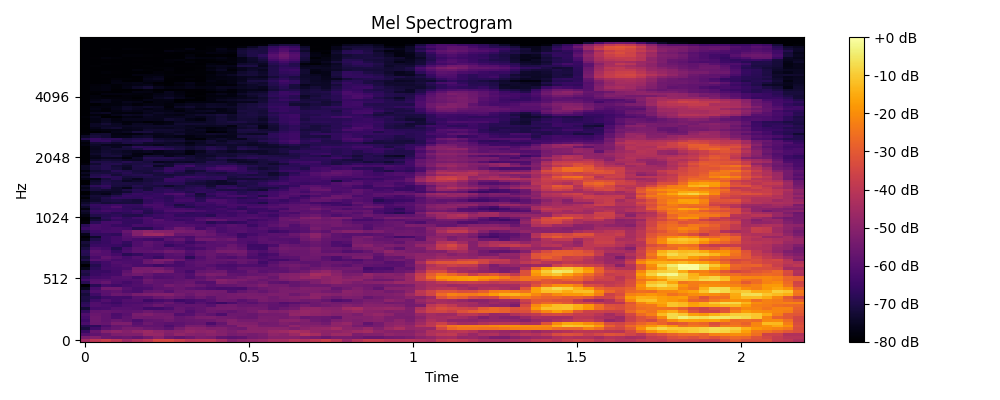 Mel Spectrogram
Hz
4096
2048
1024
512
0
0
0.5
1
1.5
2
Time
+0 dB
-10 dB
-20 dB
-30 dB
-40 dB
-50 dB
-60 dB
-70 dB
-80 dB